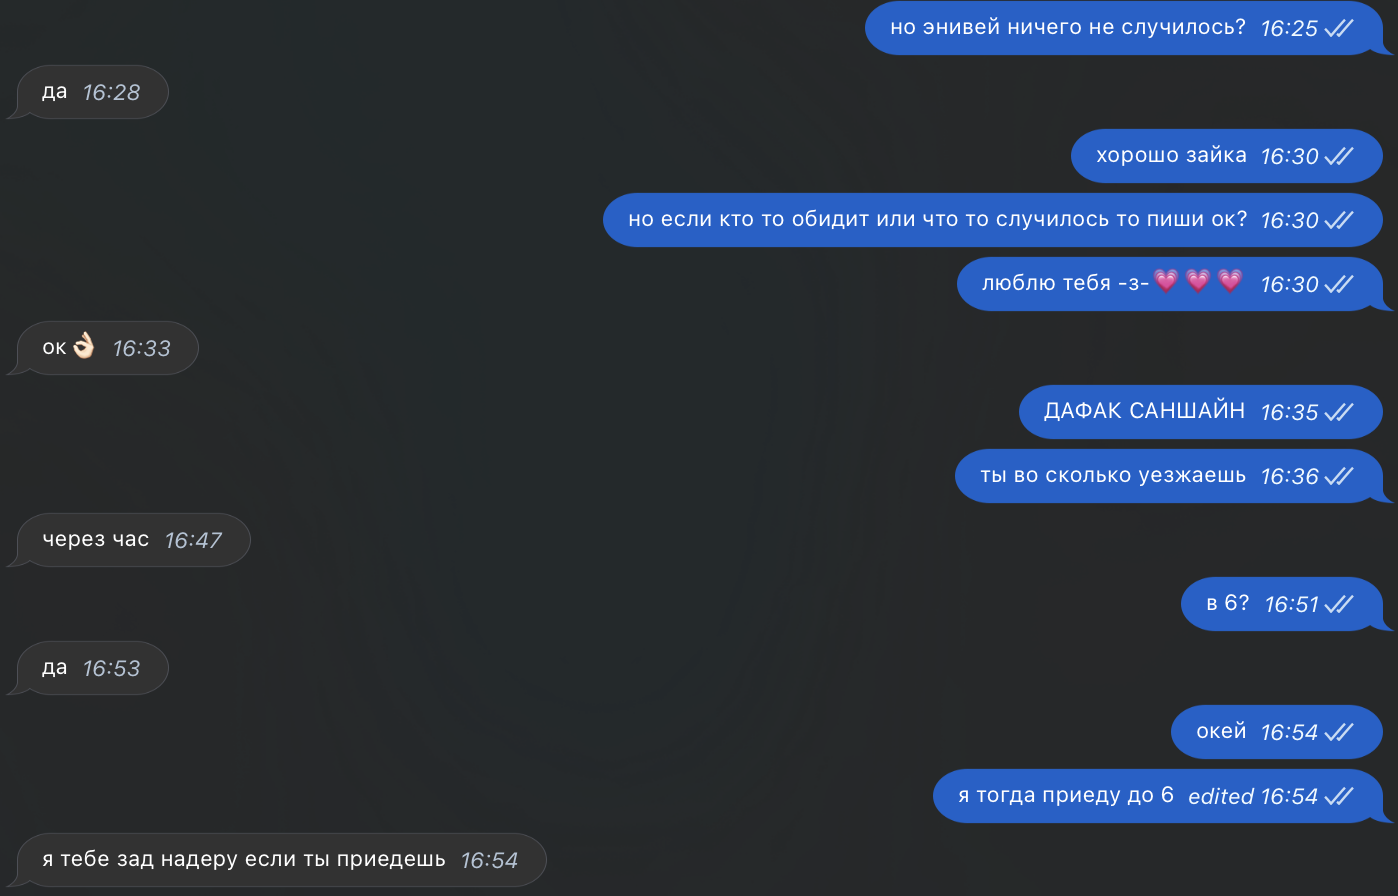 но энивей ничего не случилось? 16:25
да 16:28
хорошо зайка 16:30
но если кто то обидит или что то случилось то пиши ок? 16:30
люблю тебя -з-💗💗💗 16:30
ок👌🏻 16:33
ДАФАК САНШАЙН 16:35
ты во сколько уезжаешь 16:36
через час 16:47
в 6? 16:51
да 16:53
окей 16:54
я тогда приеду до 6 edited 16:54
я тебе зад надеру если ты приедешь 16:54